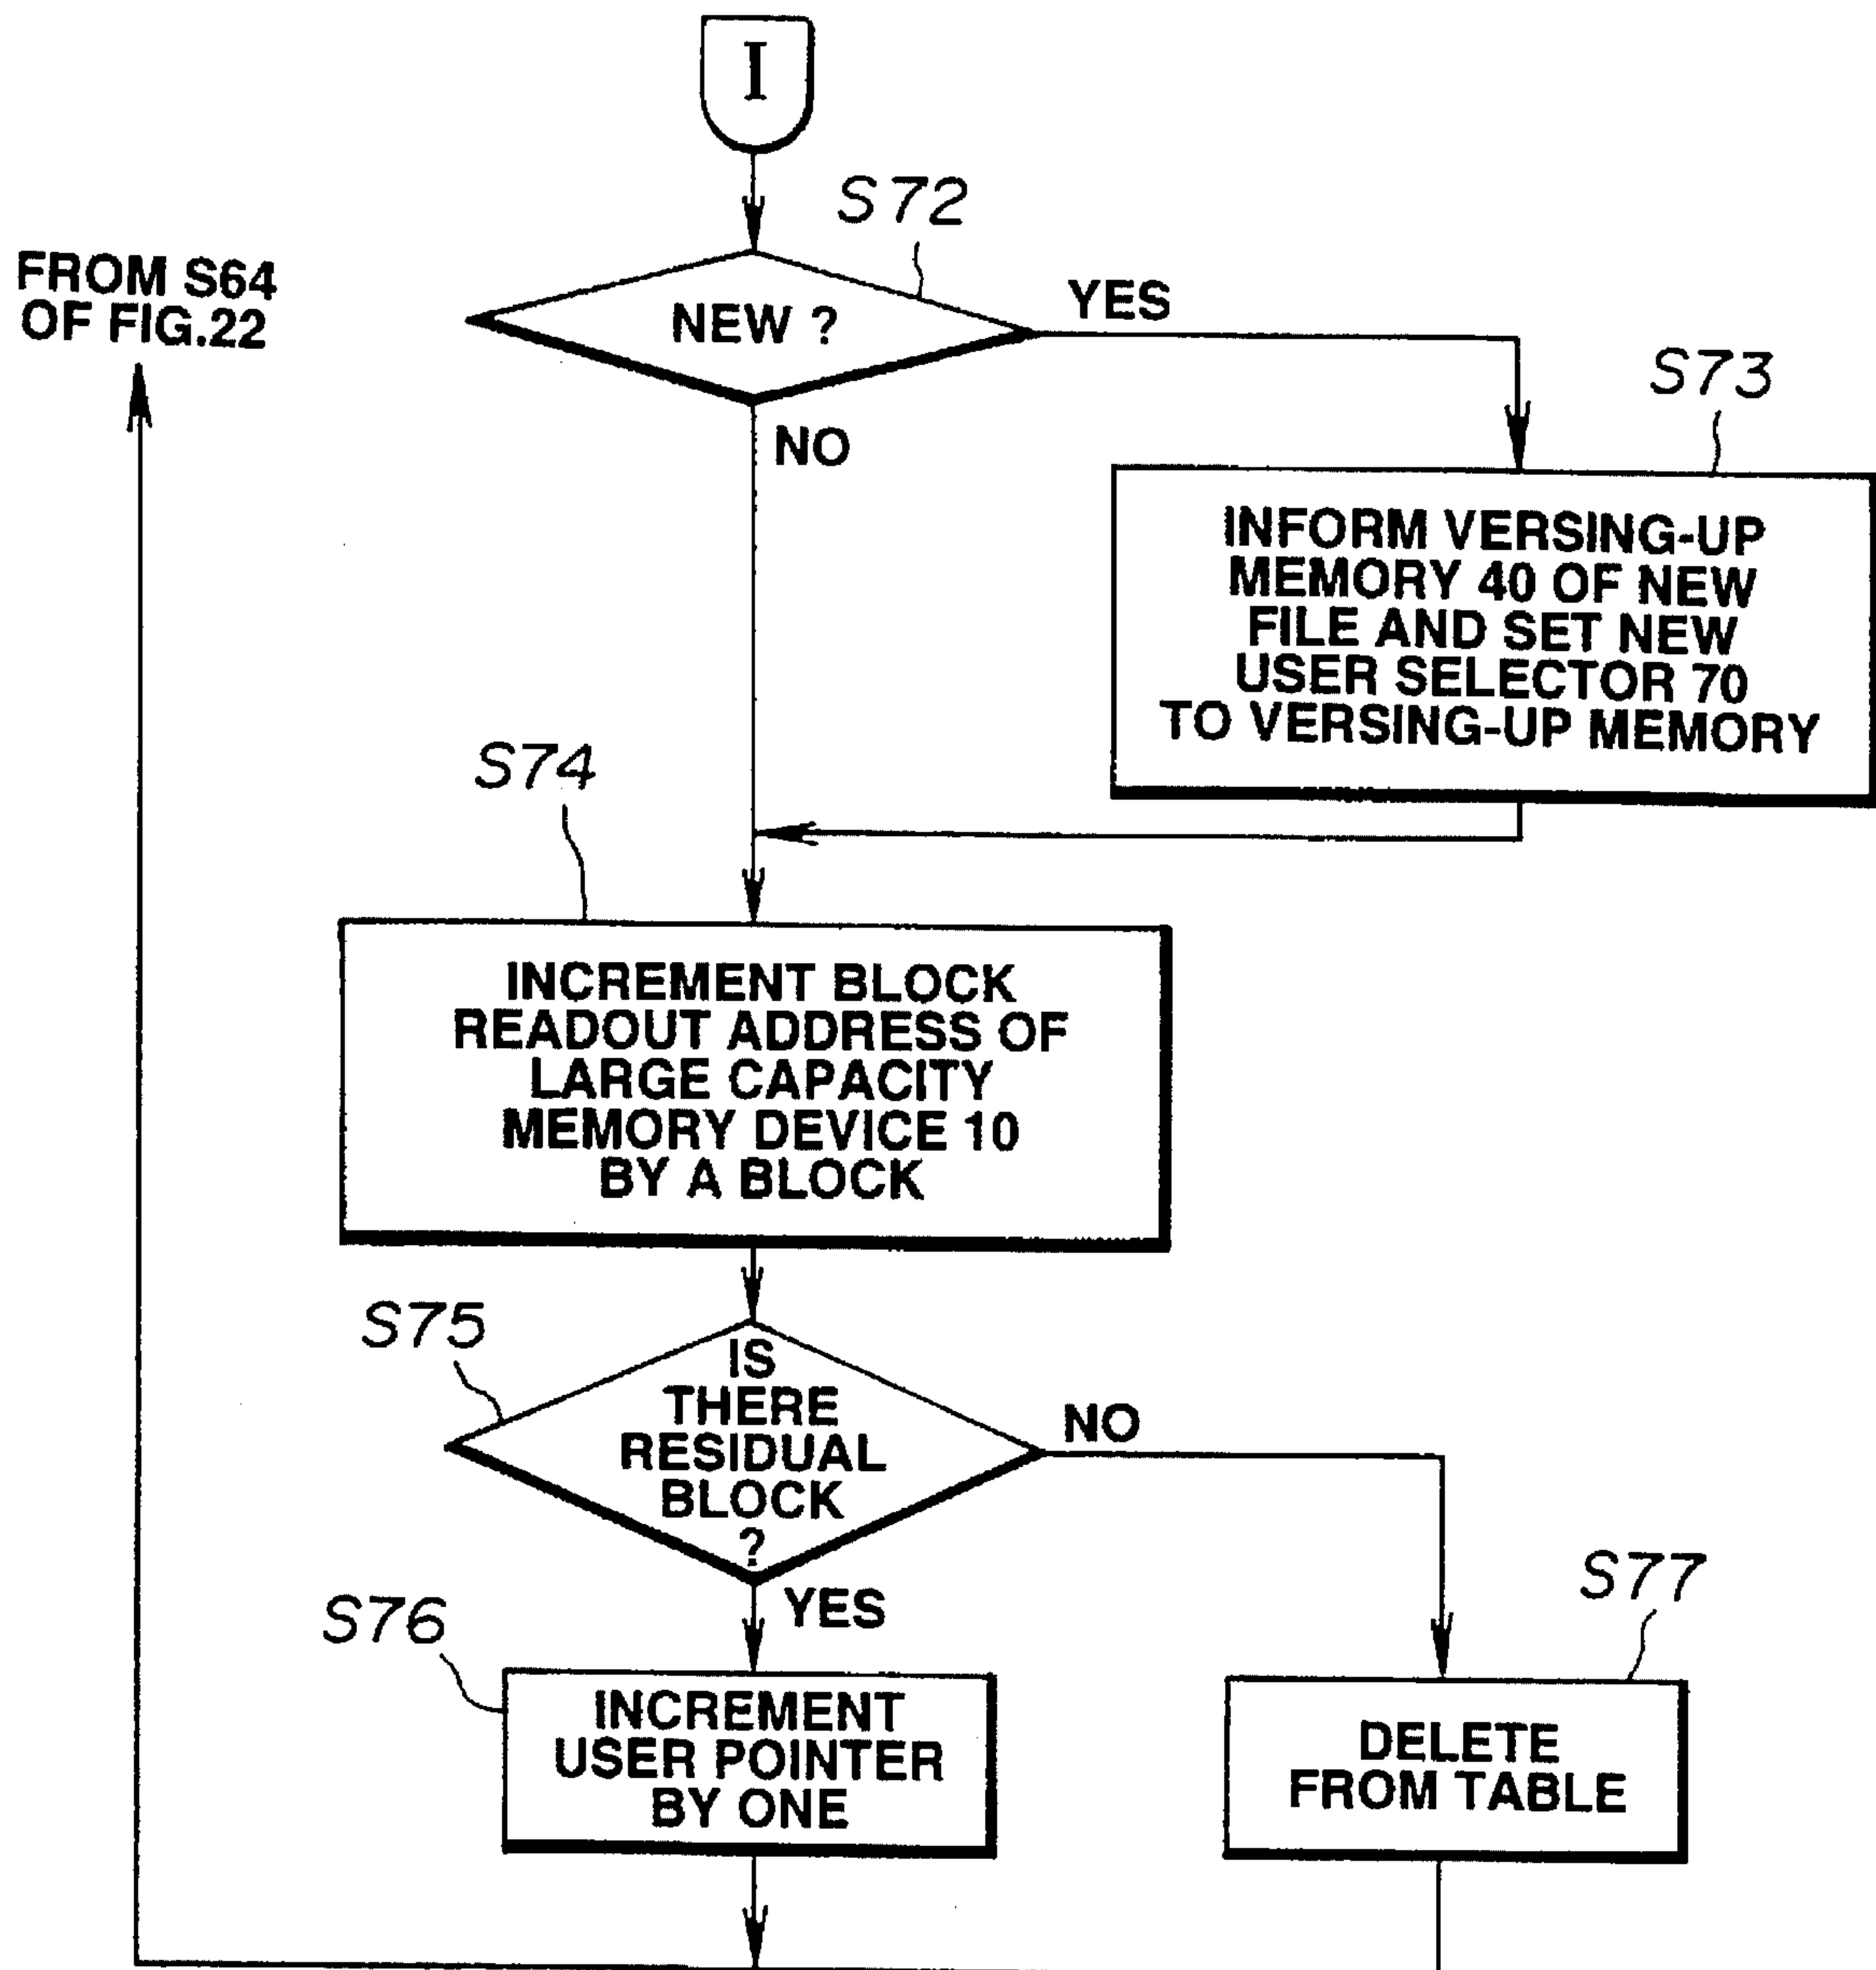 I
S72
FROM S64
OF FIG.22
NEW ?
YES
NO
S73
INFORM VERSING-UP
MEMORY 40 OF NEW
FILE AND SET NEW
USER SELECTOR 70
TO VERSING-UP MEMORY
S74
INCREMENT BLOCK
READOUT ADDRESS OF
LARGE CAPACITY
MEMORY DEVICE 10
BY A BLOCK
S75
IS
THERE
RESIDUAL
BLOCK
?
NO
YES
S76
INCREMENT
USER POINTER
BY ONE
S77
DELETE
FROM TABLE